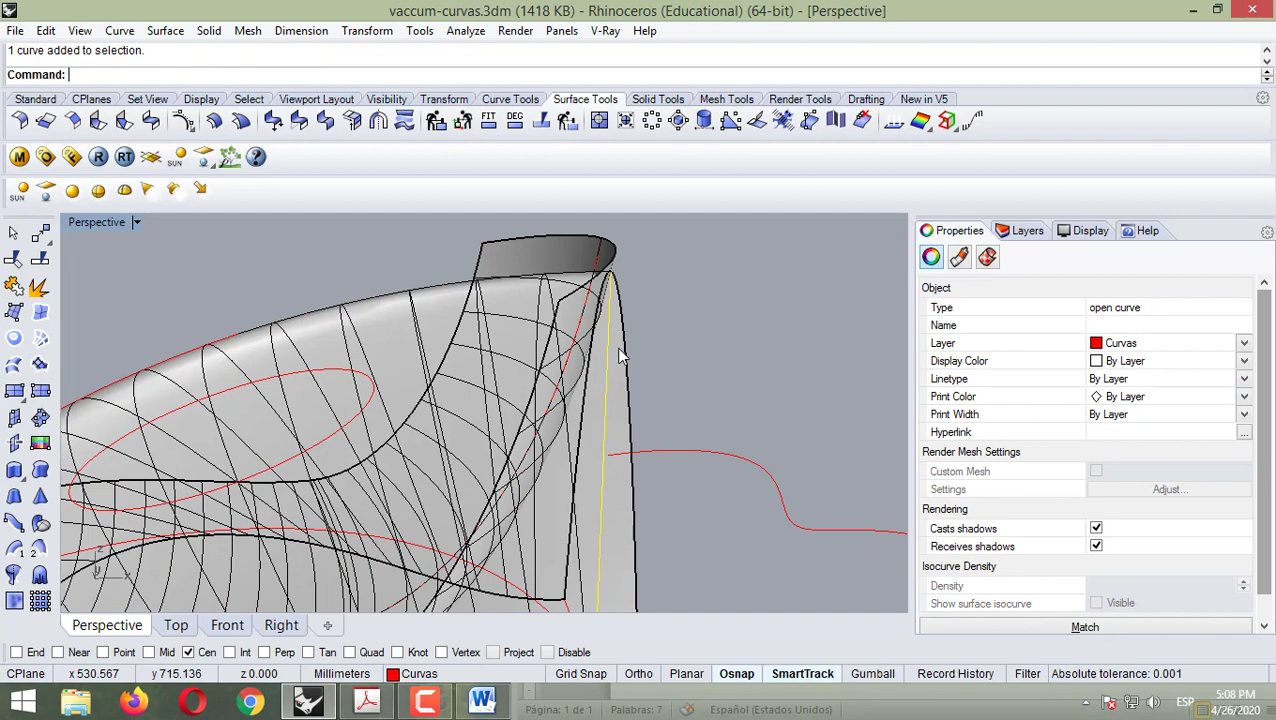 vaccum-curvas.3dm (1418 KB) - Rhinoceros (Educational) (64-bit) - [Perspective]
File Edit View Curve Surface Solid Mesh Dimension Transform Tools Analyze Render Panels V-Ray Help
1 curve added to selection.
Command:
Standard CPlanes Set View Display Select Viewport Layout Visibility Transform Curve Tools Surface Tools Solid Tools Mesh Tools Render Tools Drafting New in V5
FIT DEG
M O F R RT SUN ?
SUN
Perspective
Properties Layers Display Help
Object
Type open curve
Name
Layer Curvas
Display Color By Layer
Linetype By Layer
Print Color By Layer
Print Width By Layer
Hyperlink ...
Render Mesh Settings
Custom Mesh
Settings Adjust...
Rendering
Casts shadows
Receives shadows
Isocurve Density
Density
Show surface isocurve Visible
Match
z
y x
Perspective Top Front Right
End Near Point Mid Cen Int Perp Tan Quad Knot Vertex Project Disable
CPlane x 530.567 y 715.136 z 0.000 Millimeters Curvas Grid Snap Ortho Planar Osnap SmartTrack Gumball Record History Filter Absolute tolerance: 0.001
Página: 1 de 1 Palabras: 7 Español (Estados Unidos)
ESP
5:08 PM
4/26/2020